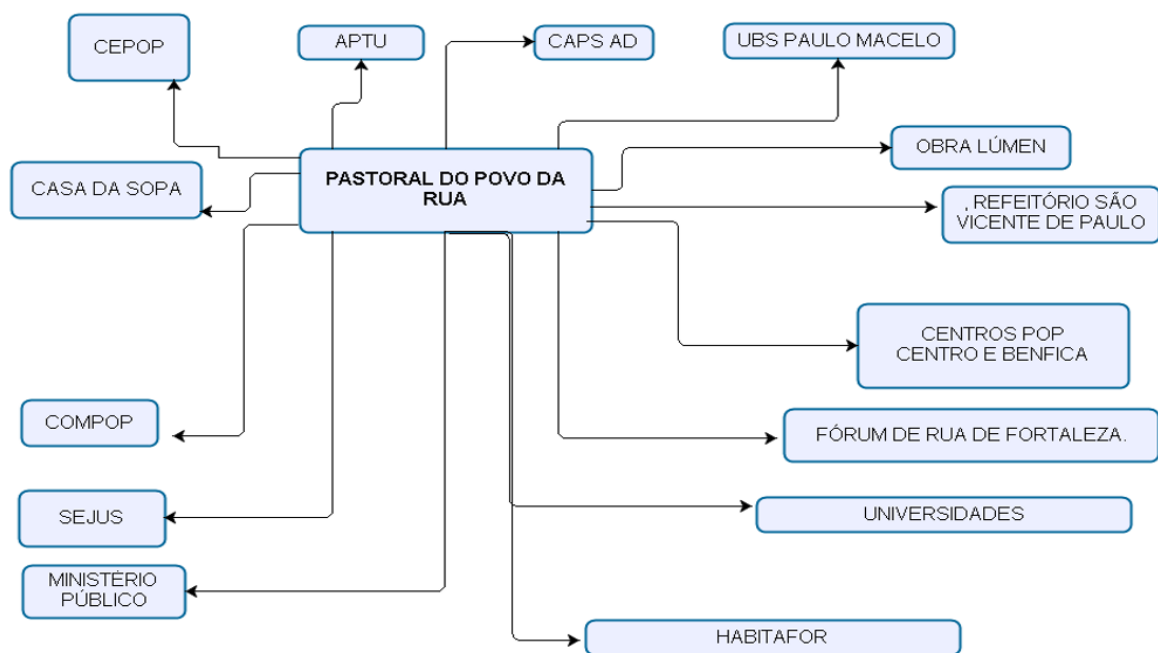 CEPOP
APTU
CAPS AD
UBS PAULO MACELO
OBRA LÚMEN
CASA DA SOPA
PASTORAL DO POVO DA
RUA
. REFEITÓRIO SÃO
VICENTE DE PAULO
CENTROS POP
CENTRO E BENFICA
COMPOP
FÓRUM DE RUA DE FORTALEZA.
SEJUS
UNIVERSIDADES
MINISTÉRIO
PÚBLICO
HABITAFOR